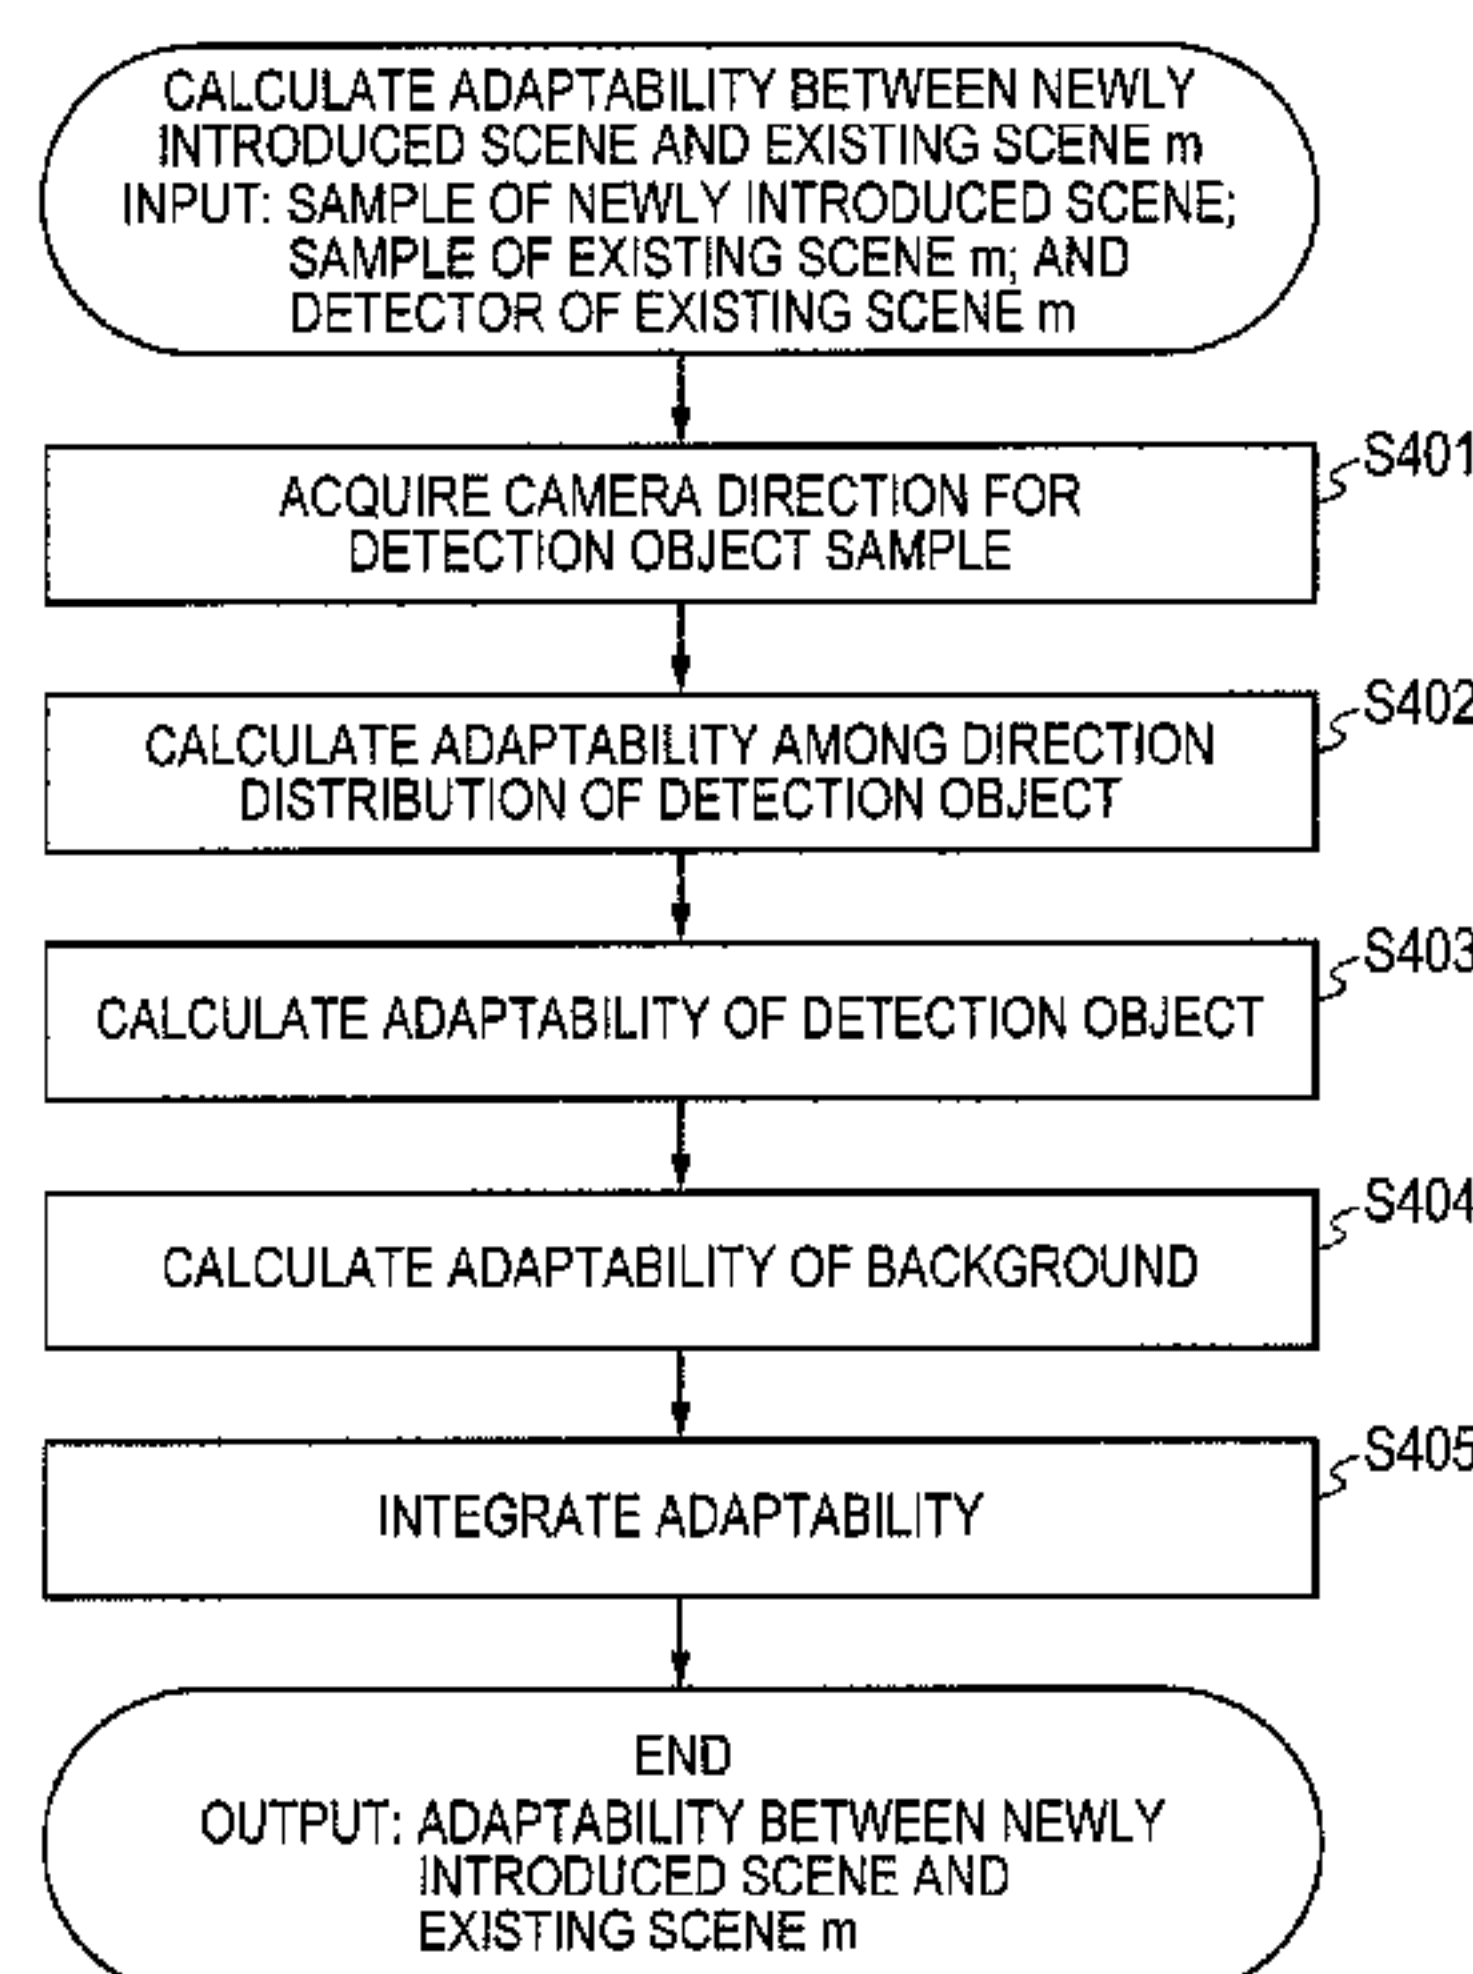 CALCULATE ADAPTABILITY BETWEEN NEWLY
INTRODUCED SCENE AND EXISTING SCENE m
INPUT: SAMPLE OF NEWLY INTRODUCED SCENE;
SAMPLE OF EXISTING SCENE m; AND
DETECTOR OF EXISTING SCENE m
S401
ACQUIRE CAMERA DIRECTION FOR
DETECTION OBJECT SAMPLE
S402
CALCULATE ADAPTABILITY AMONG DIRECTION
DISTRIBUTION OF DETECTION OBJECT
S403
CALCULATE ADAPTABILITY OF DETECTION OBJECT
S404
CALCULATE ADAPTABILITY OF BACKGROUND
S405
INTEGRATE ADAPTABILITY
END
OUTPUT: ADAPTABILITY BETWEEN NEWLY
INTRODUCED SCENE AND
EXISTING SCENE m